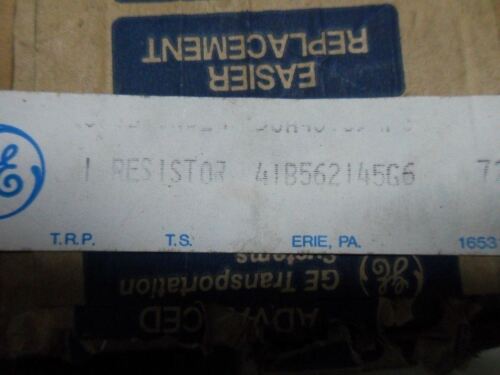 EASIER
REPLACEMENT
1 RESISTOR 41B562145G6
T.R.P. T.S. ERIE, PA. 1653
GE Transportation
Systems